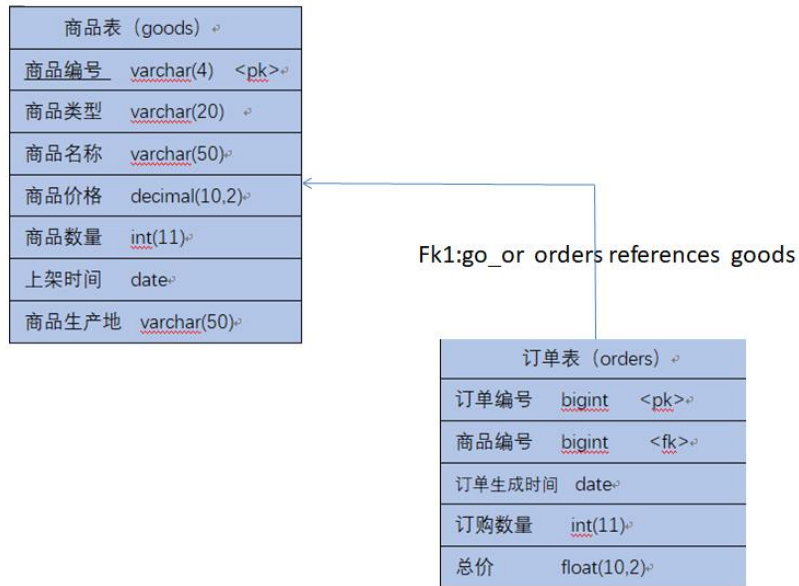 商品表（goods）
商品编号 varchar(4) <pk>
商品类型 varchar(20)
商品名称 varchar(50)
商品价格 decimal(10,2)
商品数量 int(11)
上架时间 date
商品生产地 varchar(50)
Fk1:go_or orders references goods
订单表（orders）
订单编号 bigint <pk>
商品编号 bigint <fk>
订单生成时间 date
订购数量 int(11)
总价 float(10,2)